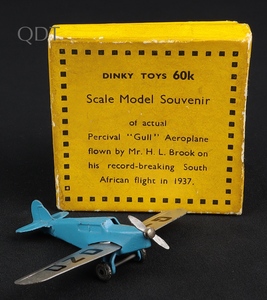 QDT
DINKY TOYS 60k
Scale Model Souvenir
of actual
Percival "Gull" Aeroplane
flown by Mr. H. L. Brook on
his record-breaking South
African flight in 1937.